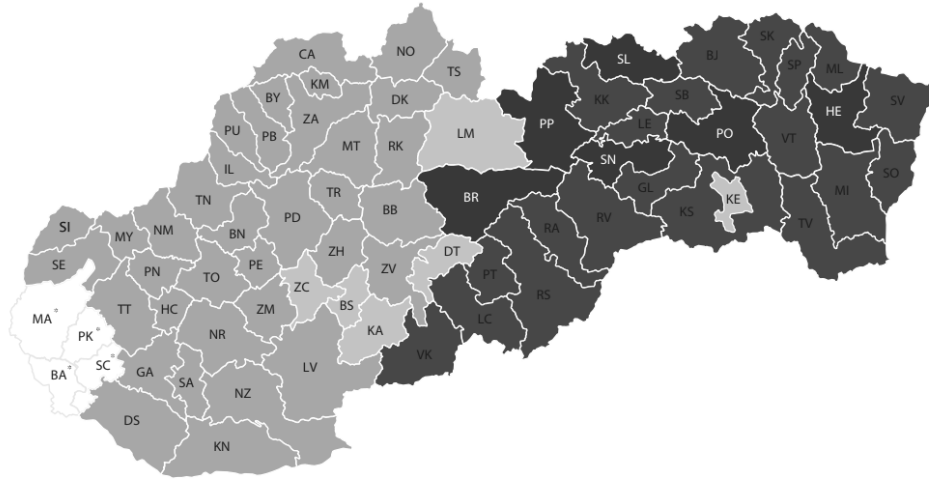 NO
CA
TS
KM
BY
DK
ZA
PU
PB
LM
MT
RK
IL
TN
TR
PD
BB
SI
MY
NM
BN
ZH
SE
PN
TO
PE
ZV
DT
ZC
BS
TT
HC
ZM
MA°
PK°
NR
KA
BA°
SC°
GA
SA
LV
NZ
DS
KN
SK
SL
BJ
SP
ML
KK
SB
SV
PP
HE
LE
PO
VT
SN
GL
MI
SO
BR
KE
RV
KS
RA
TV
PT
RS
LC
VK